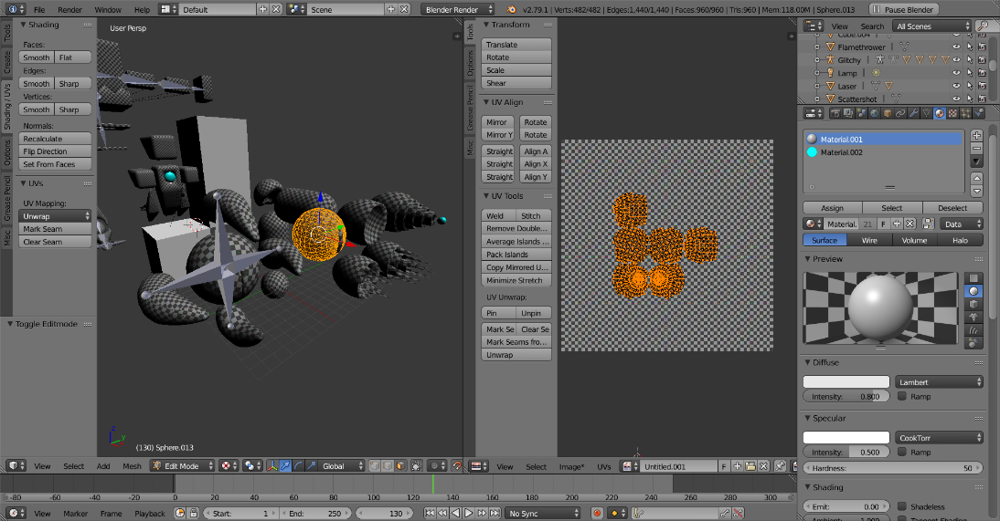 File Render Window Help Default Scene Blender Render v2.79.1 | Verts:482/482 | Edges:1,440/1,440 | Faces:960/960 | Tris:960 | Mem:118.00M | Sphere.013 Pause Blender
Tools
Create
Shading / UVs
Options
Grease Pencil
Misc
Shading
Faces:
Smooth Flat
Edges:
Smooth Sharp
Vertices:
Smooth Sharp
Normals:
Recalculate
Flip Direction
Set From Faces
UVs
UV Mapping:
Unwrap
Mark Seam
Clear Seam
Toggle Editmode
User Persp
(130) Sphere.013
View Select Add Mesh Edit Mode Global
Tools
Options
Grease Pencil
Misc
Transform
Translate
Rotate
Scale
Shear
UV Align
Mirror Rotate
Mirror Y Rotate
Straight Align A
Straight Align X
Straight Align Y
UV Tools
Weld Stitch
Remove Double...
Average Islands ...
Pack Islands
Copy Mirrored U...
Minimize Stretch
UV Unwrap:
Pin Unpin
Mark Se Clear Se
Mark Seams fro...
Unwrap
View Select Image* UVs Untitled.001 F
View Search All Scenes
Cube.004
Flamethrower
Glitchy
Lamp
Laser
Scattershot
Material.001
Material.002
Assign Select Deselect
Material. 21 F Data
Surface Wire Volume Halo
Preview
Diffuse
Lambert
Intensity: 0.800 Ramp
Specular
CookTorr
Intensity: 0.500 Ramp
Hardness: 50
Shading
Emit: 0.00 Shadeless
Ambient: 1.000 Tangent Shading
-80 -60 -40 -20 0 20 40 60 80 100 120 140 160 180 200 220 240 260 280 300
View Marker Frame Playback Start: 1 End: 250 130 No Sync